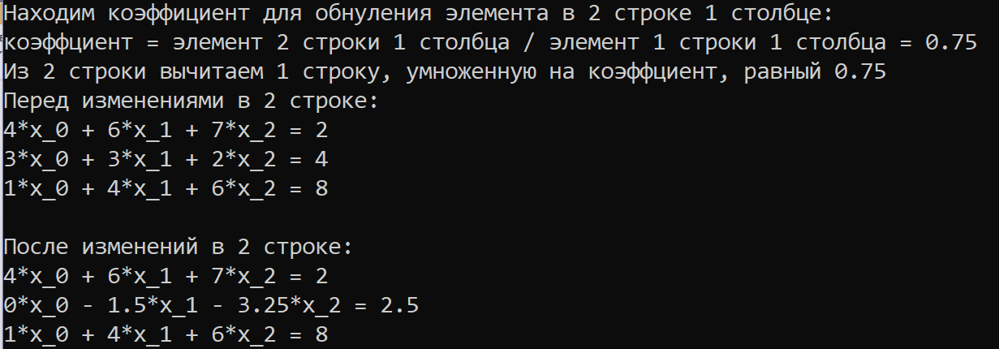 Находим коэффициент для обнуления элемента в 2 строке 1 столбце:
коэффциент = элемент 2 строки 1 столбца / элемент 1 строки 1 столбца = 0.75
Из 2 строки вычитаем 1 строку, умноженную на коэффциент, равный 0.75
Перед изменениями в 2 строке:
4*x_0 + 6*x_1 + 7*x_2 = 2
3*x_0 + 3*x_1 + 2*x_2 = 4
1*x_0 + 4*x_1 + 6*x_2 = 8
После изменений в 2 строке:
4*x_0 + 6*x_1 + 7*x_2 = 2
0*x_0 - 1.5*x_1 - 3.25*x_2 = 2.5
1*x_0 + 4*x_1 + 6*x_2 = 8